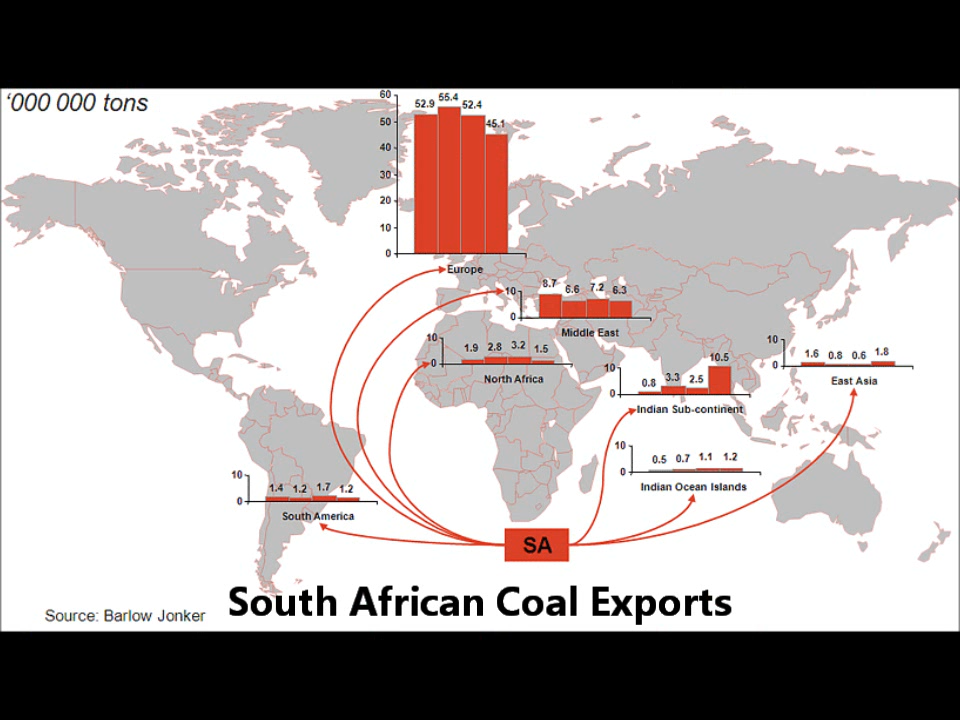 '000 000 tons
60
50
40
30
20
10
0
52.9 55.4 52.4 45.1
Europe
10
0
8.7 6.6 7.2 6.3
Middle East
10
0
1.9 2.8 3.2 1.5
North Africa
10
0
0.8 3.3 2.5 10.5
Indian Sub-continent
10
0
1.6 0.8 0.6 1.8
East Asia
10
0
0.5 0.7 1.1 1.2
Indian Ocean Islands
10
0
1.4 1.2 1.7 1.2
South America
SA
South African Coal Exports
Source: Barlow Jonker